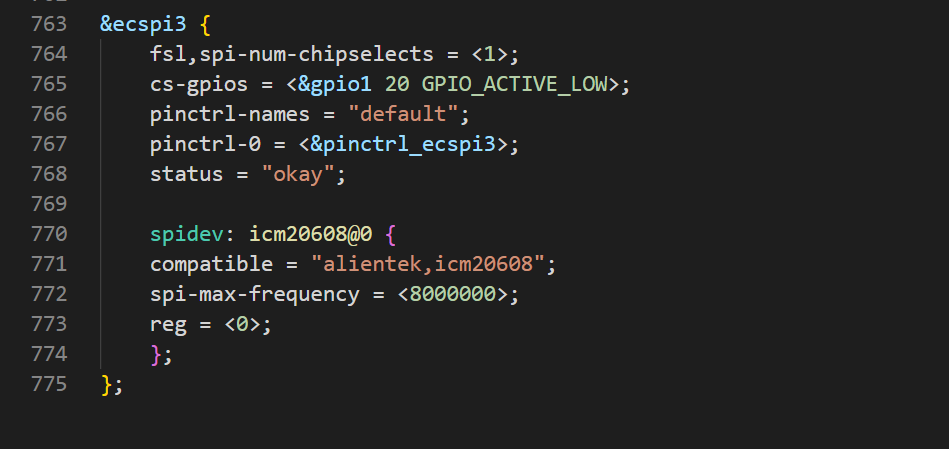 763 &ecspi3 {
764     fsl,spi-num-chipselects = <1>;
765     cs-gpios = <&gpio1 20 GPIO_ACTIVE_LOW>;
766     pinctrl-names = "default";
767     pinctrl-0 = <&pinctrl_ecspi3>;
768     status = "okay";
769
770     spidev: icm20608@0 {
771     compatible = "alientek,icm20608";
772     spi-max-frequency = <8000000>;
773     reg = <0>;
774     };
775 };